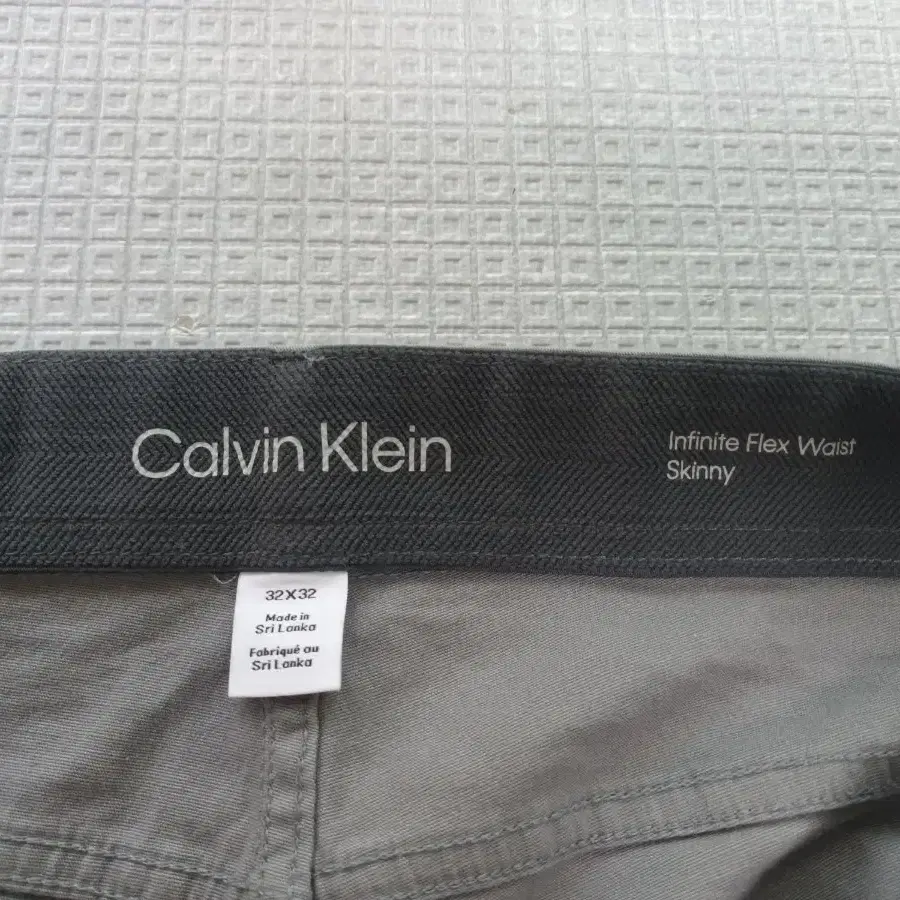 Calvin Klein
Infinite Flex Waist
Skinny
32X32
Made in
Sri Lanka
Fabriqué au
Sri Lanka